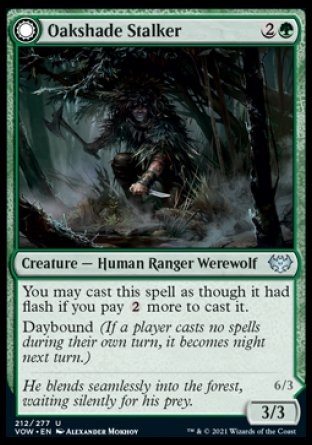 Oakshade Stalker 2
Creature — Human Ranger Werewolf
You may cast this spell as though it had
flash if you pay 2 more to cast it.
Daybound (If a player casts no spells
during their own turn, it becomes night
next turn.)
He blends seamlessly into the forest,
waiting silently for his prey.
6/3
3/3
212/277 U
VOW • EN ALEXANDER MOKHOV
™ & © 2021 Wizards of the Coast